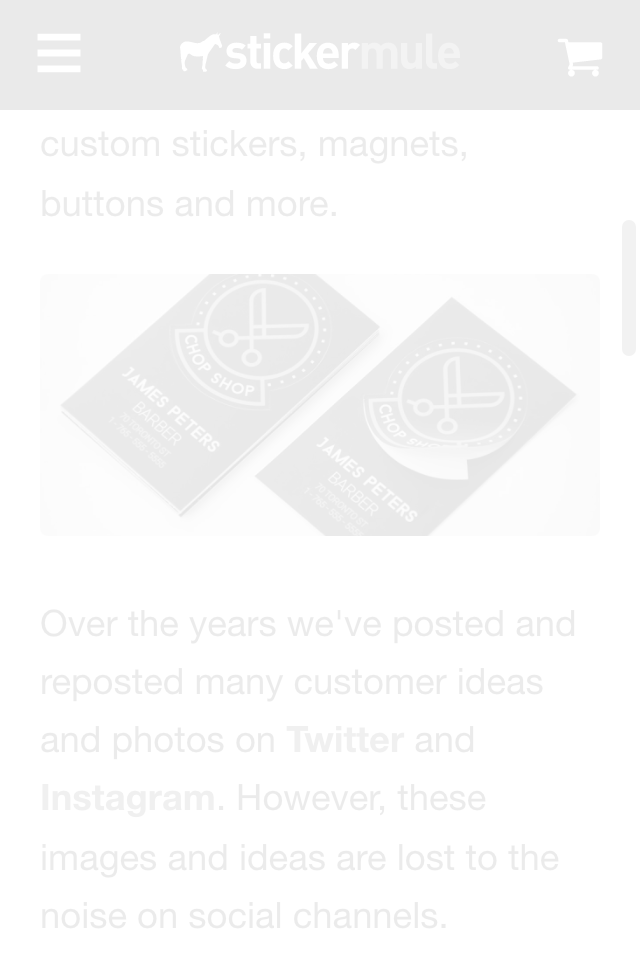 stickermule
custom stickers, magnets,
buttons and more.
CHOP SHOP
JAMES PETERS
BARBER
CHOP
JAMES PETERS
BARBER
Over the years we've posted and
reposted many customer ideas
and photos on Twitter and
Instagram. However, these
images and ideas are lost to the
noise on social channels.